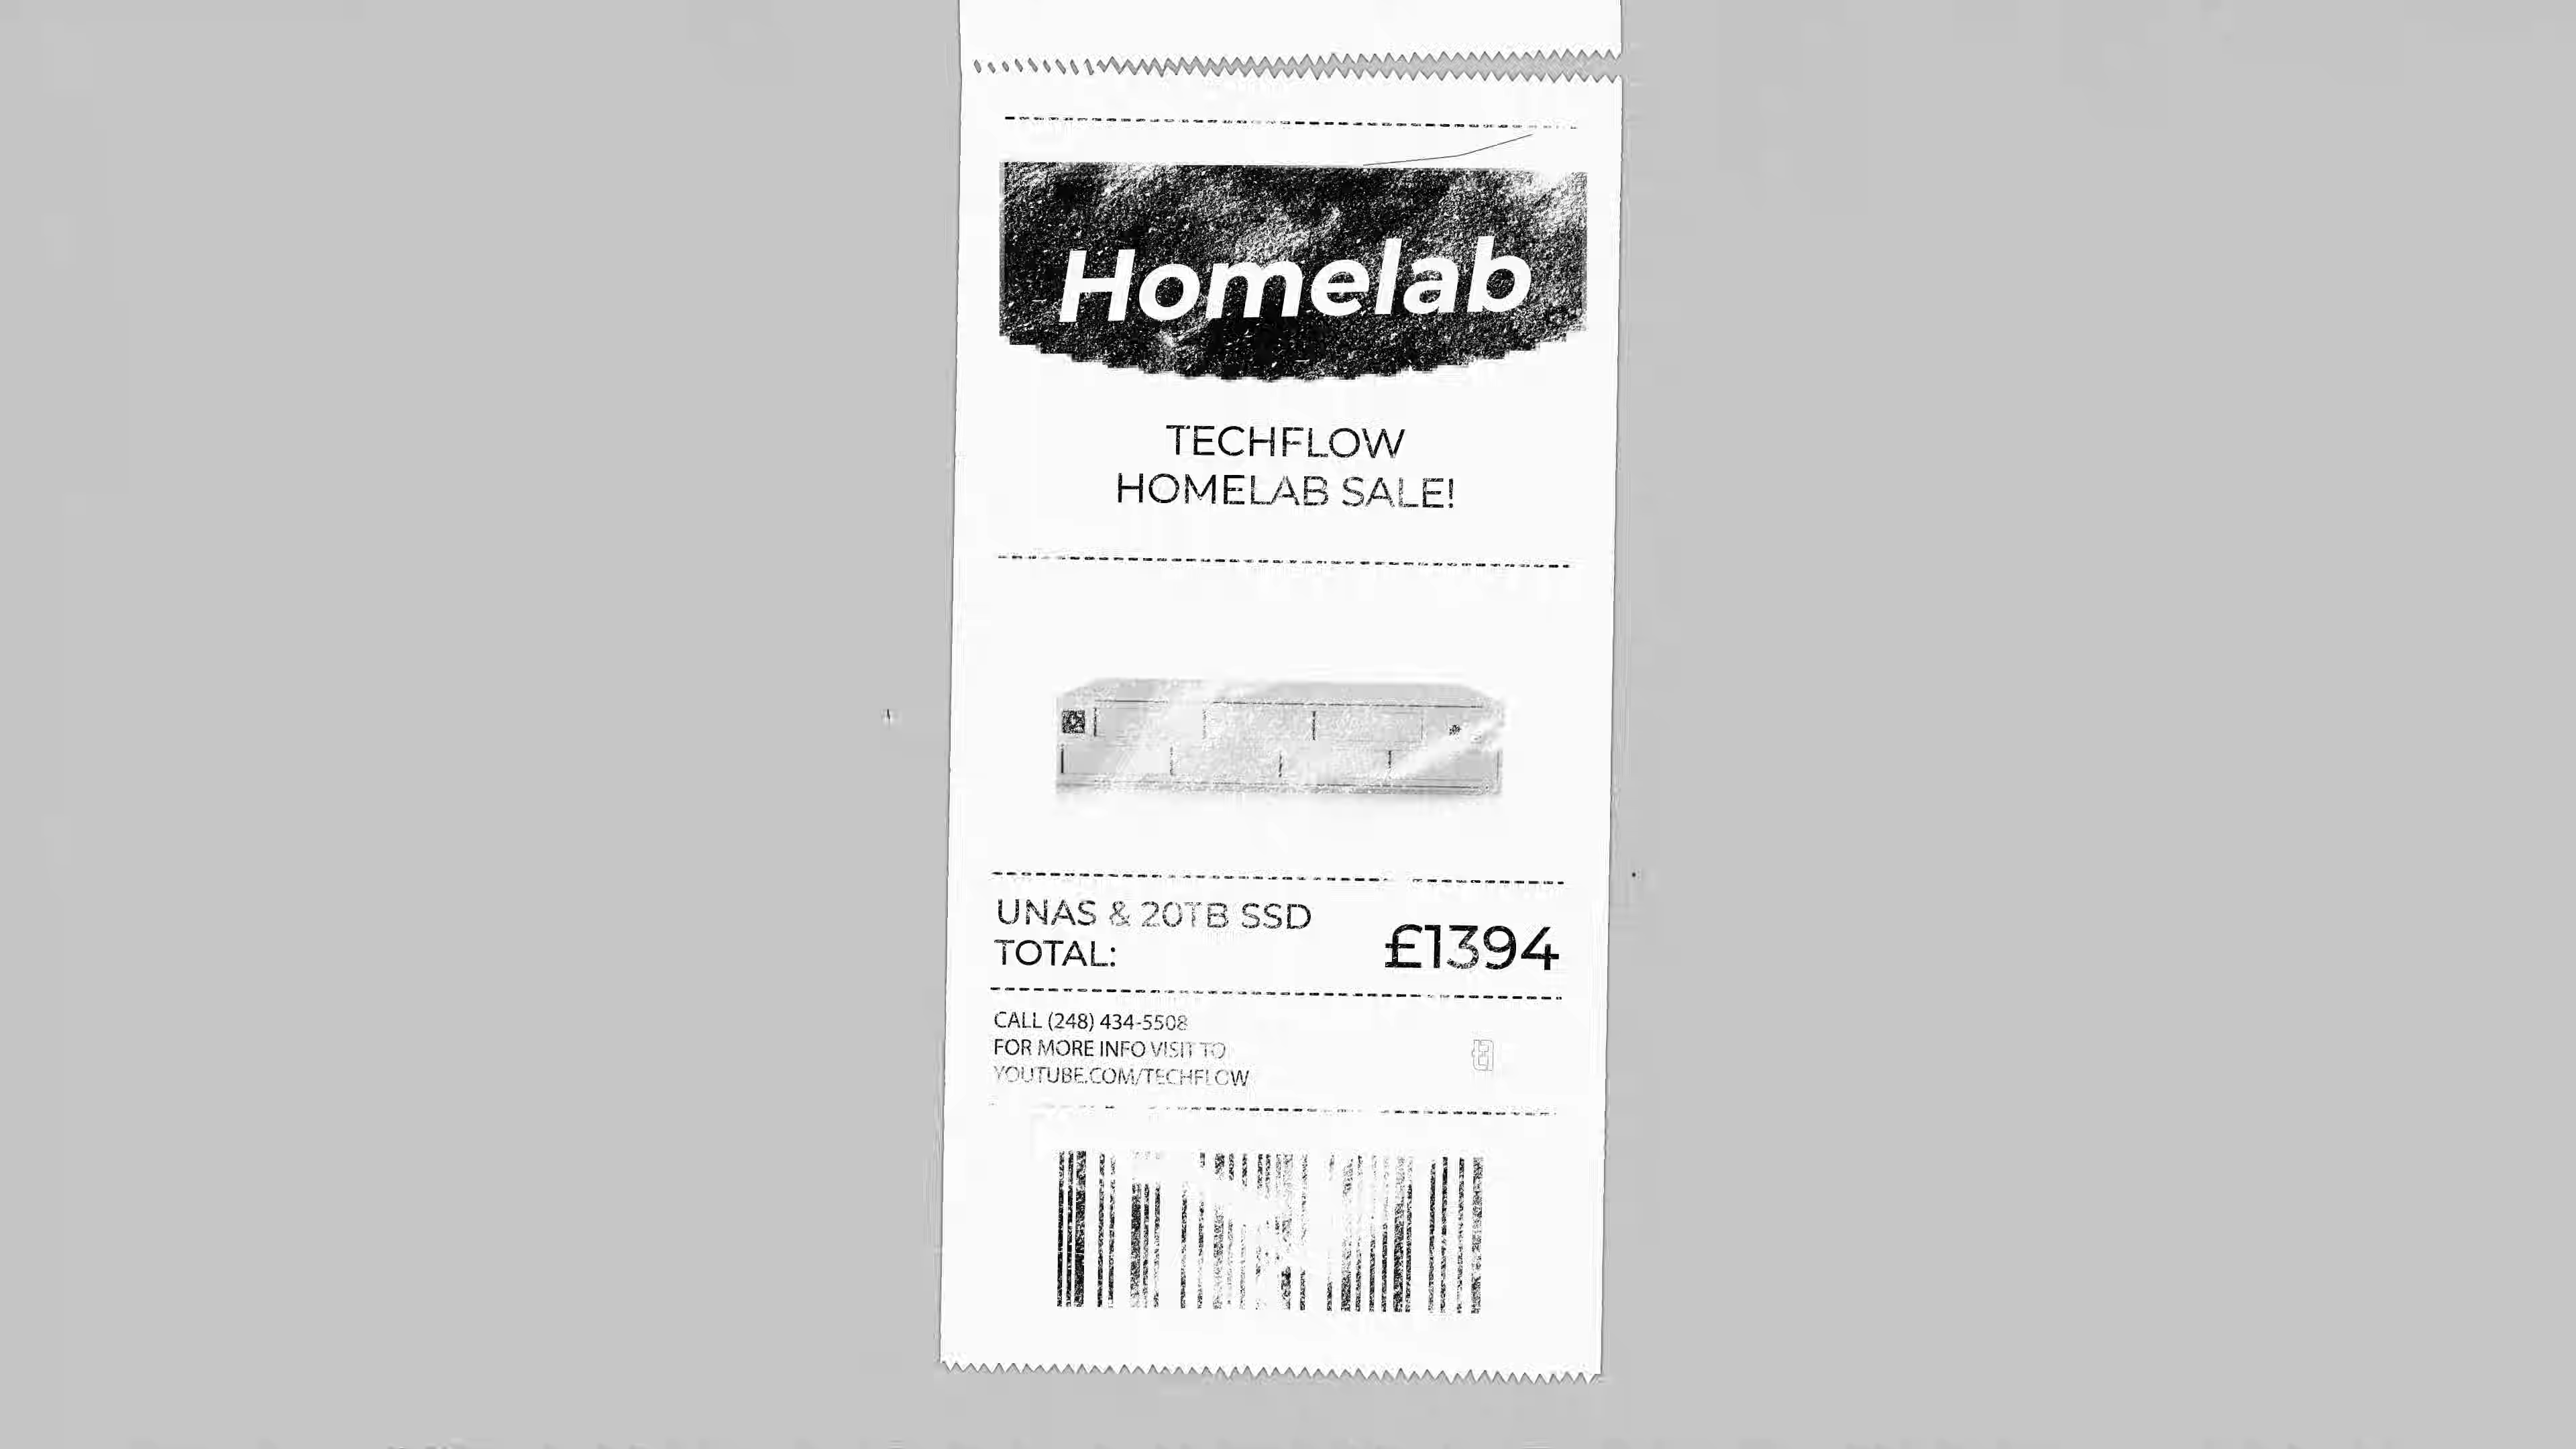 Homelab
TECHFLOW
HOMELAB SALE!
UNAS & 20TB SSD
TOTAL:
£1394
CALL (248) 434-5508
FOR MORE INFO VISIT TO
YOUTUBE.COM/TECHFLOW